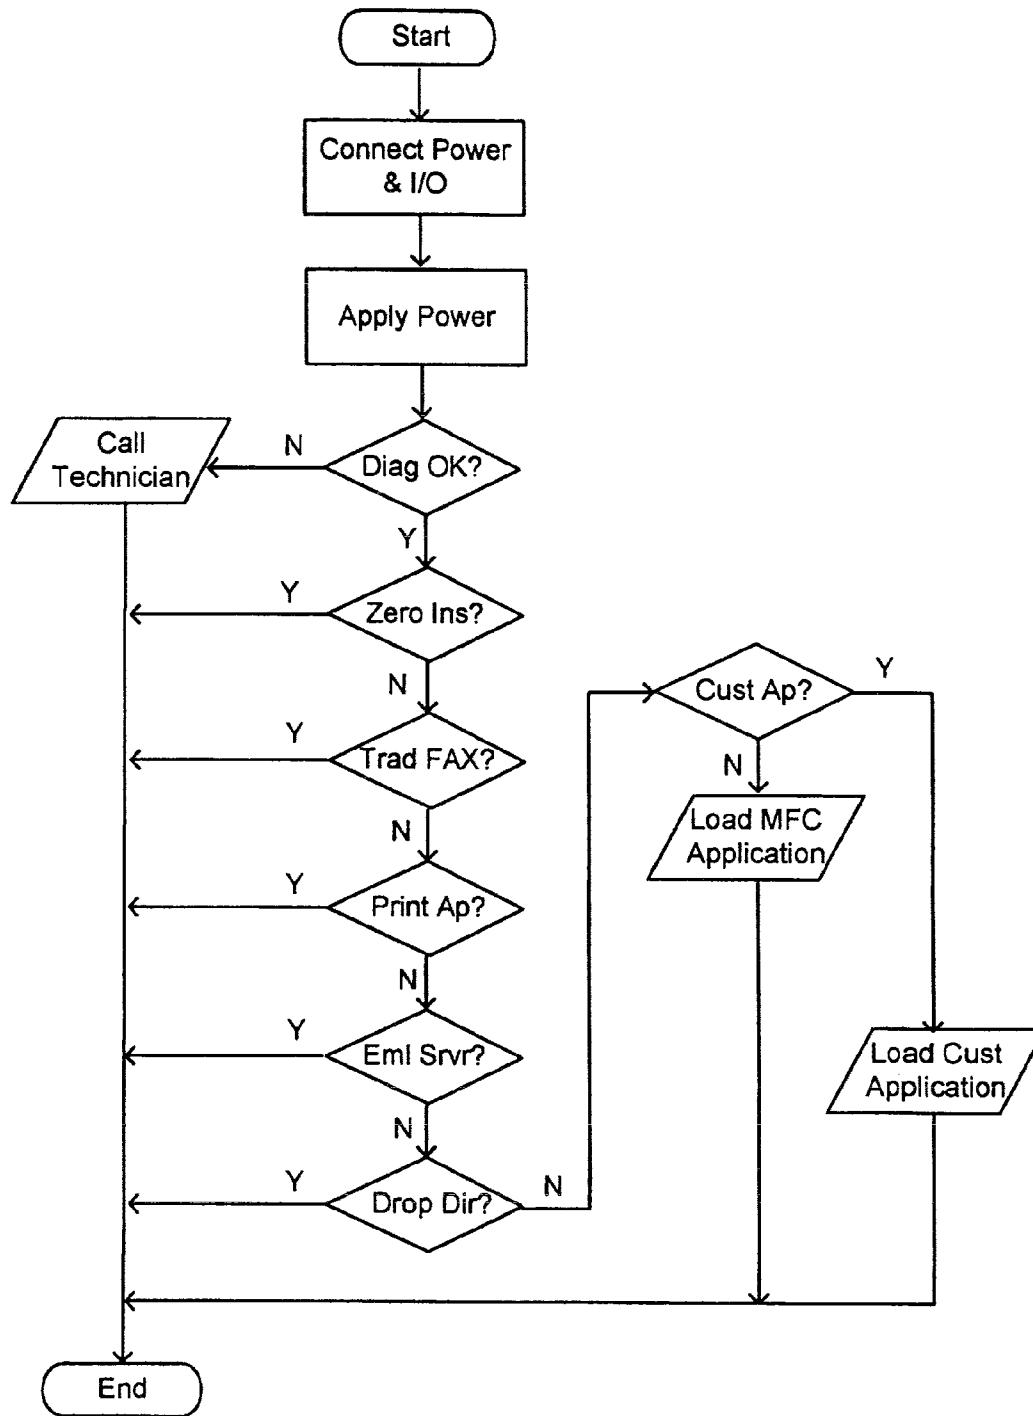 Start
Connect Power
& I/O
Apply Power
Call
Technician
N
Diag OK?
Y
Y
Zero Ins?
N
Y
Trad FAX?
N
Y
Print Ap?
N
Y
Eml Srvr?
N
Y
Drop Dir?
N
Cust Ap?
Y
N
Load MFC
Application
Load Cust
Application
End